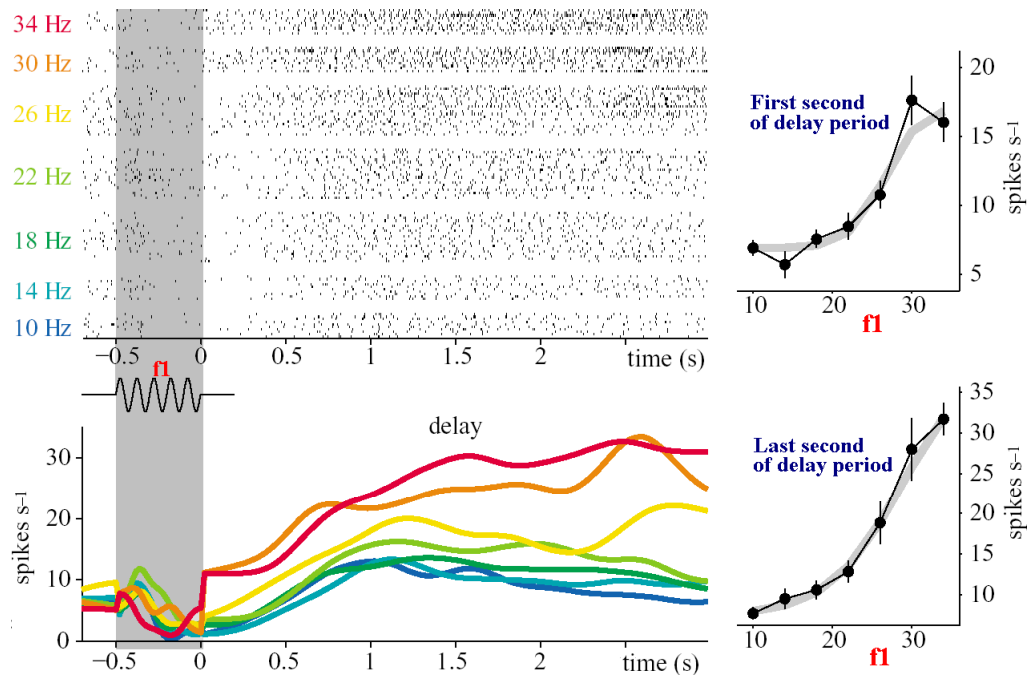 34 Hz
30 Hz
26 Hz
22 Hz
18 Hz
14 Hz
10 Hz
−0.5 0 0.5 1 1.5 2 time (s)
f1
delay
spikes s⁻¹
30
20
10
0
−0.5 0 0.5 1 1.5 2 time (s)
First second
of delay period
20
15
10
5
spikes s⁻¹
10 20 30
f1
Last second
of delay period
35
30
25
20
15
10
spikes s⁻¹
10 20 30
f1